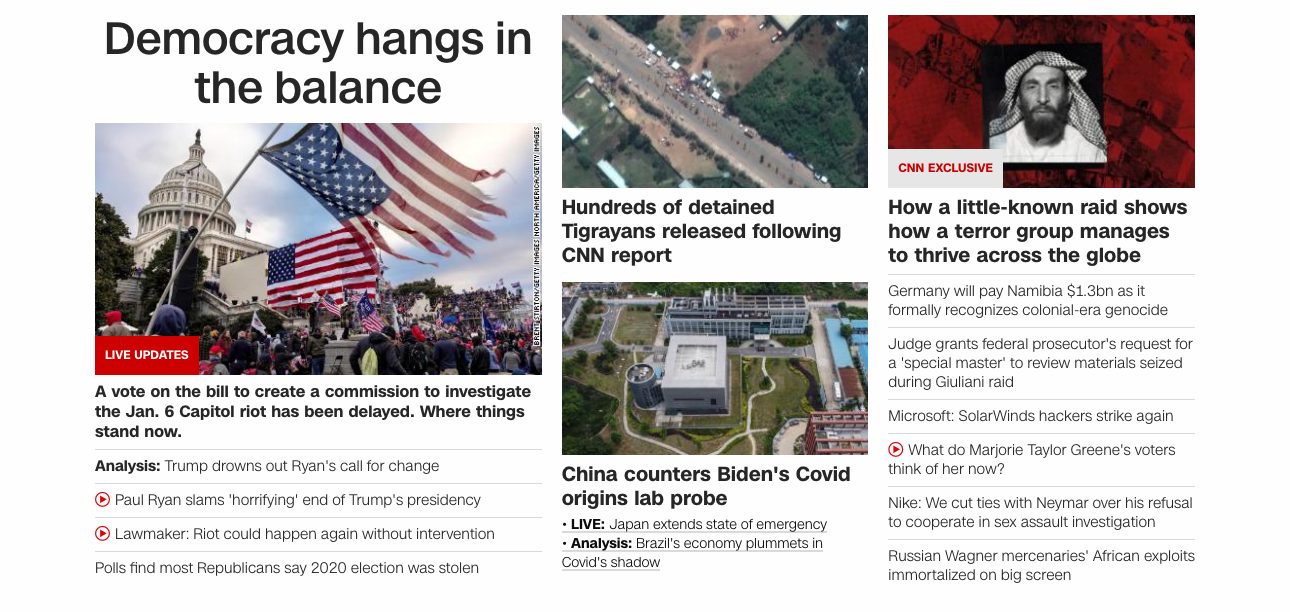 Democracy hangs in
the balance
BRENT STIRTON/GETTY IMAGES NORTH AMERICA/GETTY IMAGES
LIVE UPDATES
A vote on the bill to create a commission to investigate
the Jan. 6 Capitol riot has been delayed. Where things
stand now.
Analysis: Trump drowns out Ryan's call for change
Paul Ryan slams 'horrifying' end of Trump's presidency
Lawmaker: Riot could happen again without intervention
Polls find most Republicans say 2020 election was stolen
Hundreds of detained
Tigrayans released following
CNN report
China counters Biden's Covid
origins lab probe
• LIVE: Japan extends state of emergency
• Analysis: Brazil's economy plummets in
Covid's shadow
CNN EXCLUSIVE
How a little-known raid shows
how a terror group manages
to thrive across the globe
Germany will pay Namibia $1.3bn as it
formally recognizes colonial-era genocide
Judge grants federal prosecutor's request for
a 'special master' to review materials seized
during Giuliani raid
Microsoft: SolarWinds hackers strike again
What do Marjorie Taylor Greene's voters
think of her now?
Nike: We cut ties with Neymar over his refusal
to cooperate in sex assault investigation
Russian Wagner mercenaries' African exploits
immortalized on big screen